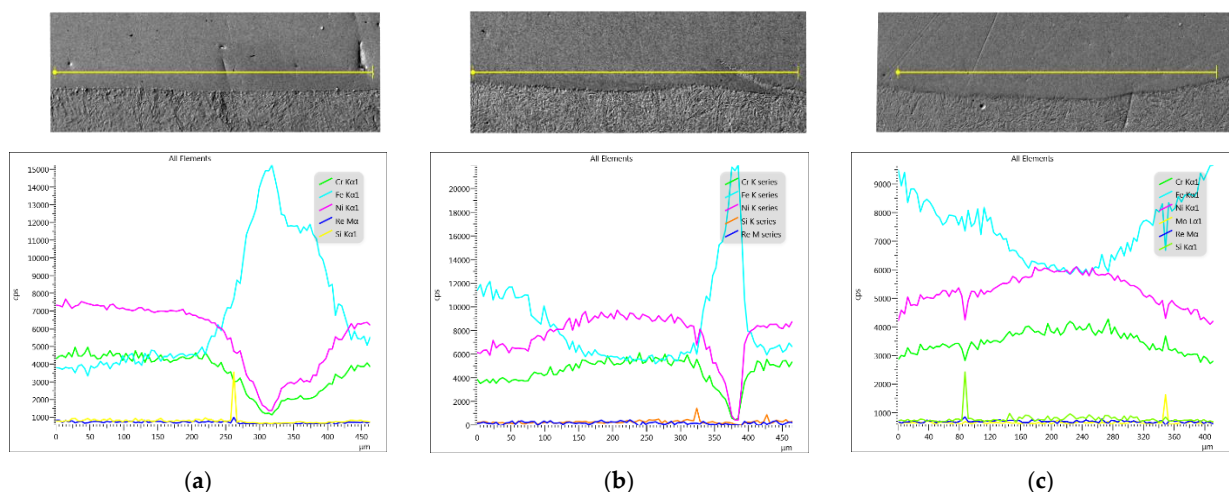 All Elements
Cr Kα1
Fe Kα1
Ni Kα1
Re Mα
Si Kα1
cps
15000
14000
13000
12000
11000
10000
9000
8000
7000
6000
5000
4000
3000
2000
1000
0 50 100 150 200 250 300 350 400 450
µm
(a)
All Elements
Cr K series
Fe K series
Ni K series
Si K series
Re M series
cps
20000
18000
16000
14000
12000
10000
8000
6000
4000
2000
0
0 50 100 150 200 250 300 350 400 450
µm
(b)
All Elements
Cr Kα1
Fe Kα1
Ni Kα1
Mo Lα1
Re Mα
Si Kα1
cps
9000
8000
7000
6000
5000
4000
3000
2000
1000
0 40 80 120 160 200 240 280 320 360 400
µm
(c)